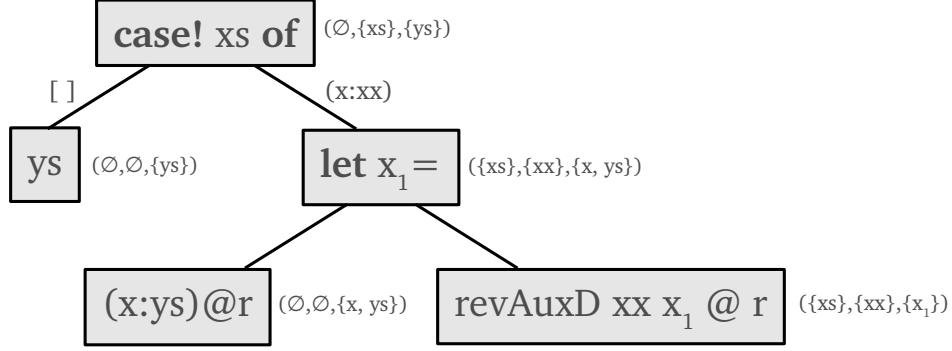 case! xs of (∅,{xs},{ys})
[ ] (x:xx)
ys (∅,∅,{ys}) let x₁= ({xs},{xx},{x, ys})
(x:ys)@r (∅,∅,{x, ys}) revAuxD xx x₁ @ r ({xs},{xx},{x₁})